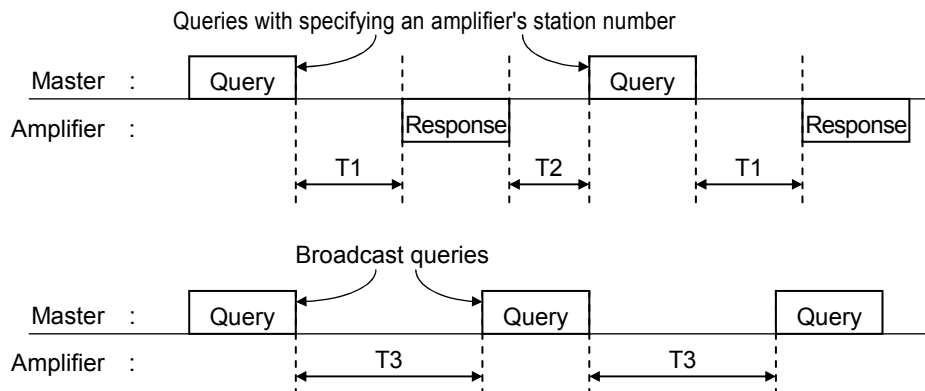 Queries with specifying an amplifier's station number
Master : Query Query
Amplifier : Response Response
T1 T2 T1
Broadcast queries
Master : Query Query Query
Amplifier : T3 T3